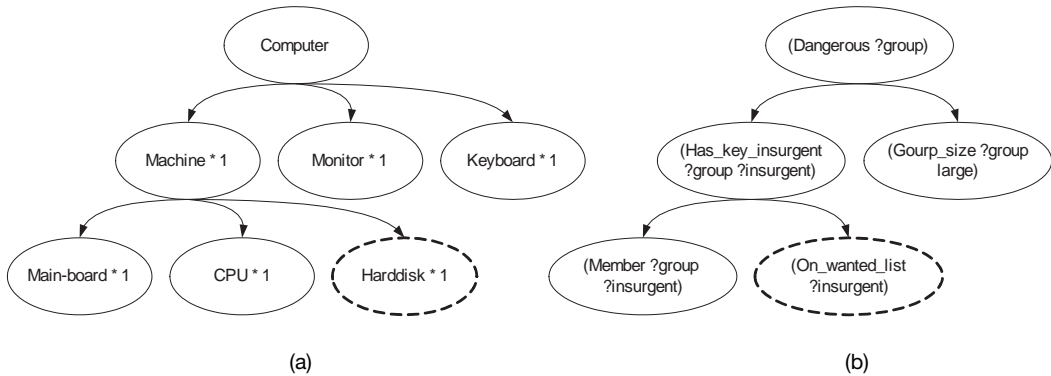 Computer
Machine * 1
Monitor * 1
Keyboard * 1
Main-board * 1
CPU * 1
Harddisk * 1
(a)
(Dangerous ?group)
(Has_key_insurgent
?group ?insurgent)
(Gourp_size ?group
large)
(Member ?group
?insurgent)
(On_wanted_list
?insurgent)
(b)